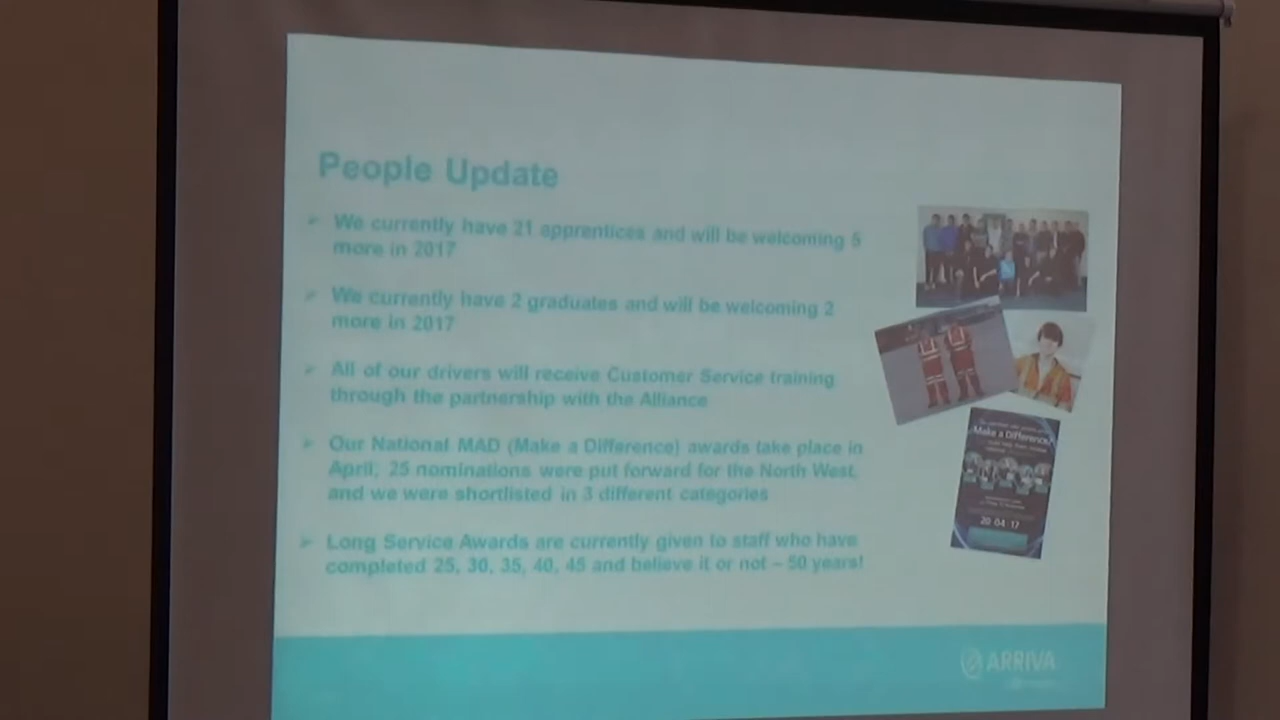 People Update
We currently have 21 apprentices and will be welcoming 5
more in 2017
We currently have 2 graduates and will be welcoming 2
more in 2017
All of our drivers will receive Customer Service training
through the partnership with the Alliance
Our National MAD (Make a Difference) awards take place in
April, 25 nominations were put forward for the North West,
and we were shortlisted in 3 different categories
Long Service Awards are currently given to staff who have
completed 25, 30, 35, 40, 45 and believe it or not – 50 years!
Make a Difference
20 04 17
ARRIVA